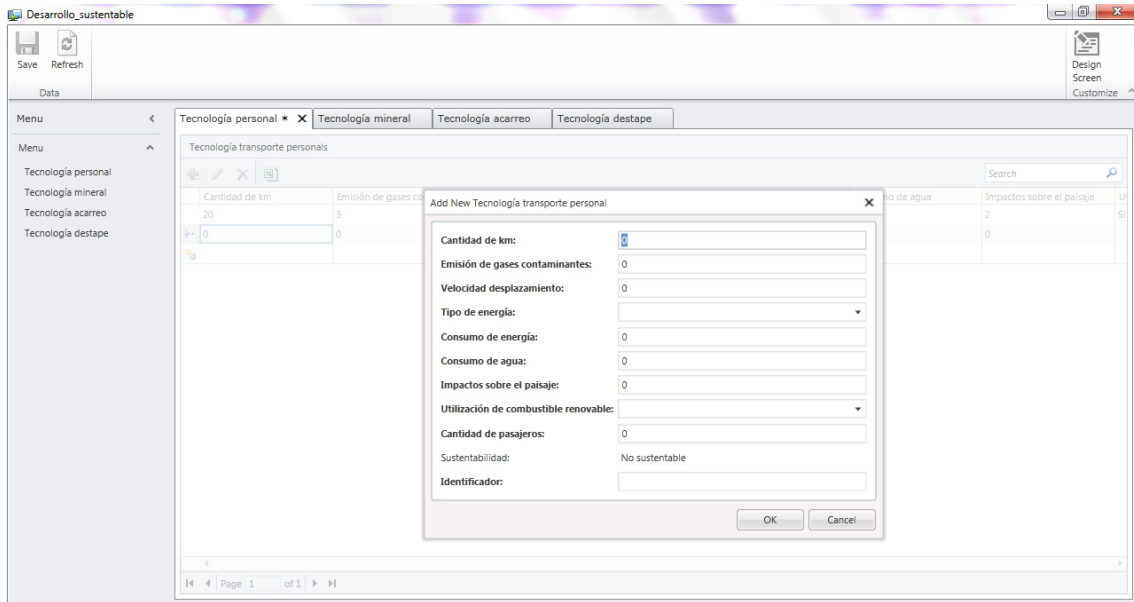 Desarrollo_sustentable
Save Refresh
Data
Design
Screen
Customize
Menu
Menu
Tecnología personal
Tecnología mineral
Tecnología acarreo
Tecnología destape
Tecnología personal * X Tecnología mineral Tecnología acarreo Tecnología destape
Tecnología transporte personals
Search
Cantidad de km Emisión de gases co no de agua Impactos sobre el paisaje U
20 3 2 Si
0 0 0
Add New Tecnología transporte personal
Cantidad de km: 0
Emisión de gases contaminantes: 0
Velocidad desplazamiento: 0
Tipo de energía:
Consumo de energía: 0
Consumo de agua: 0
Impactos sobre el paisaje: 0
Utilización de combustible renovable:
Cantidad de pasajeros: 0
Sustentabilidad: No sustentable
Identificador:
OK Cancel
Page 1 of 1